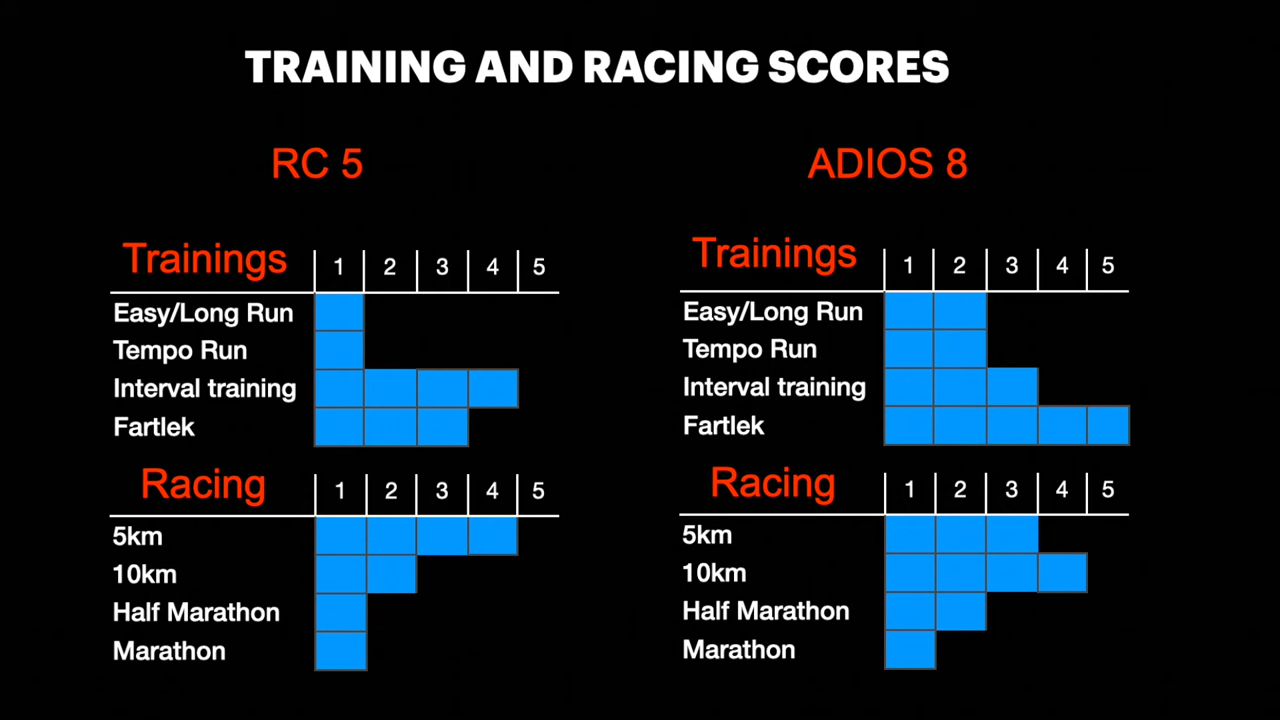 TRAINING AND RACING SCORES
RC 5
Trainings 1 2 3 4 5
Easy/Long Run
Tempo Run
Interval training
Fartlek
Racing 1 2 3 4 5
5km
10km
Half Marathon
Marathon
ADIOS 8
Trainings 1 2 3 4 5
Easy/Long Run
Tempo Run
Interval training
Fartlek
Racing 1 2 3 4 5
5km
10km
Half Marathon
Marathon